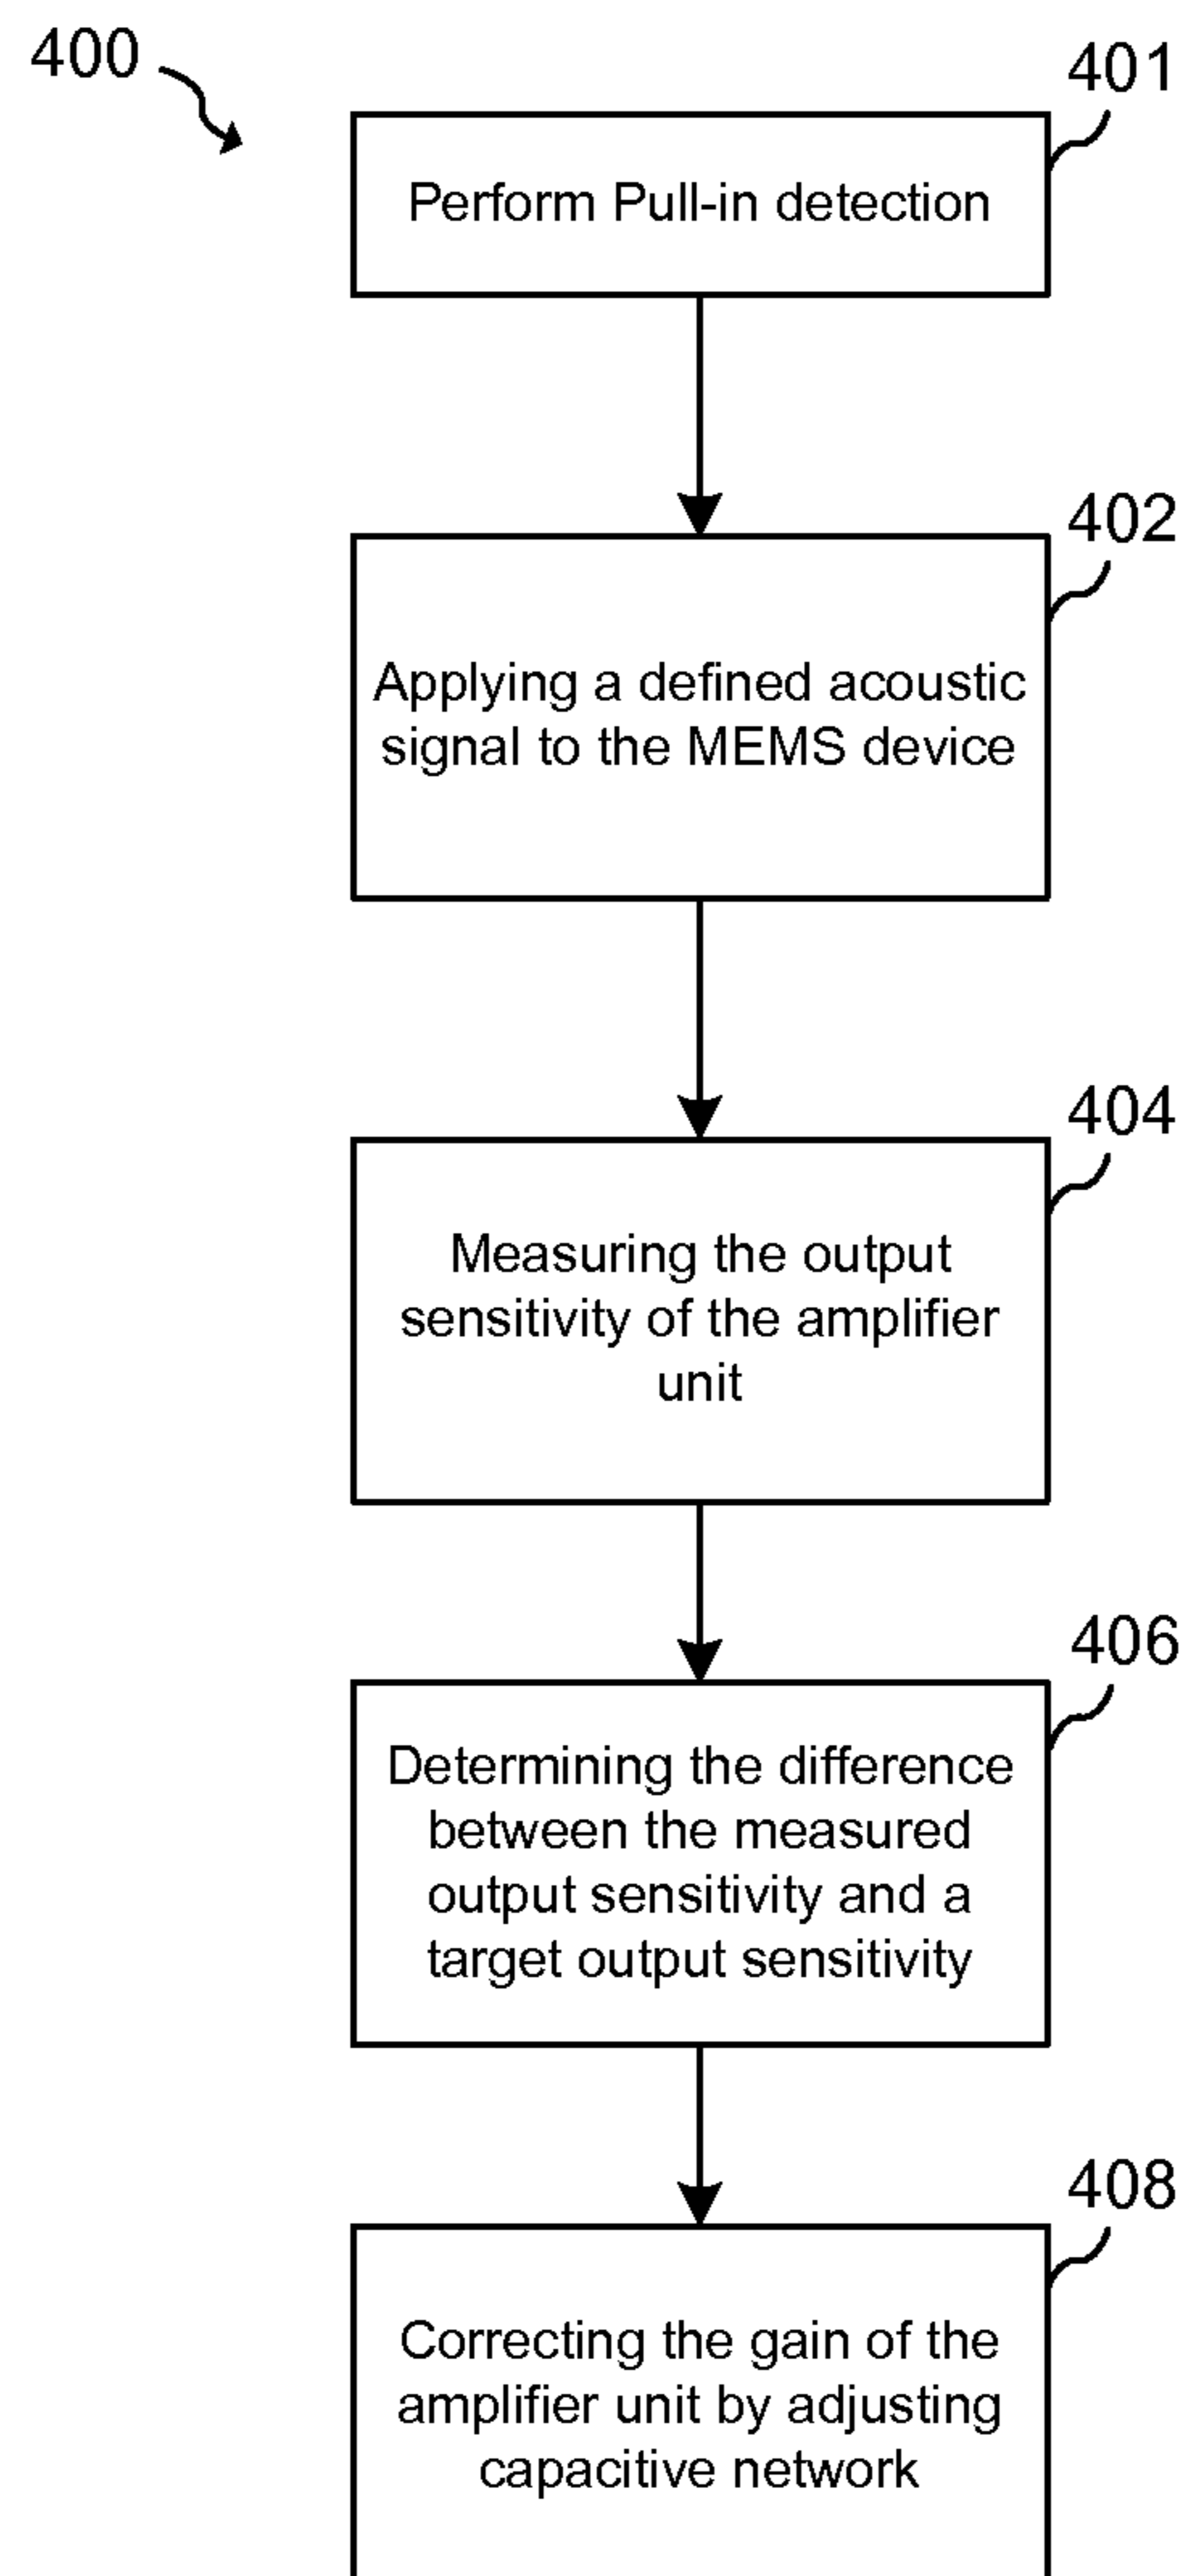 400
401
Perform Pull-in detection
402
Applying a defined acoustic
signal to the MEMS device
404
Measuring the output
sensitivity of the amplifier
unit
406
Determining the difference
between the measured
output sensitivity and a
target output sensitivity
408
Correcting the gain of the
amplifier unit by adjusting
capacitive network